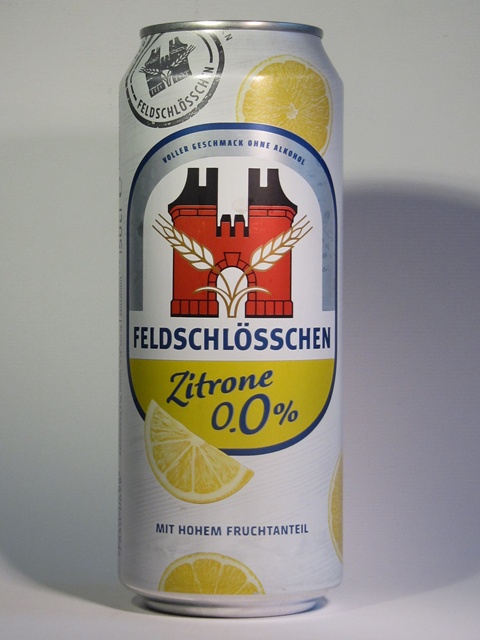 FELDSCHLÖSSCHEN
VOLLER GESCHMACK OHNE ALKOHOL
FELDSCHLÖSSCHEN
Zitrone
0.0%
MIT HOHEM FRUCHTANTEIL